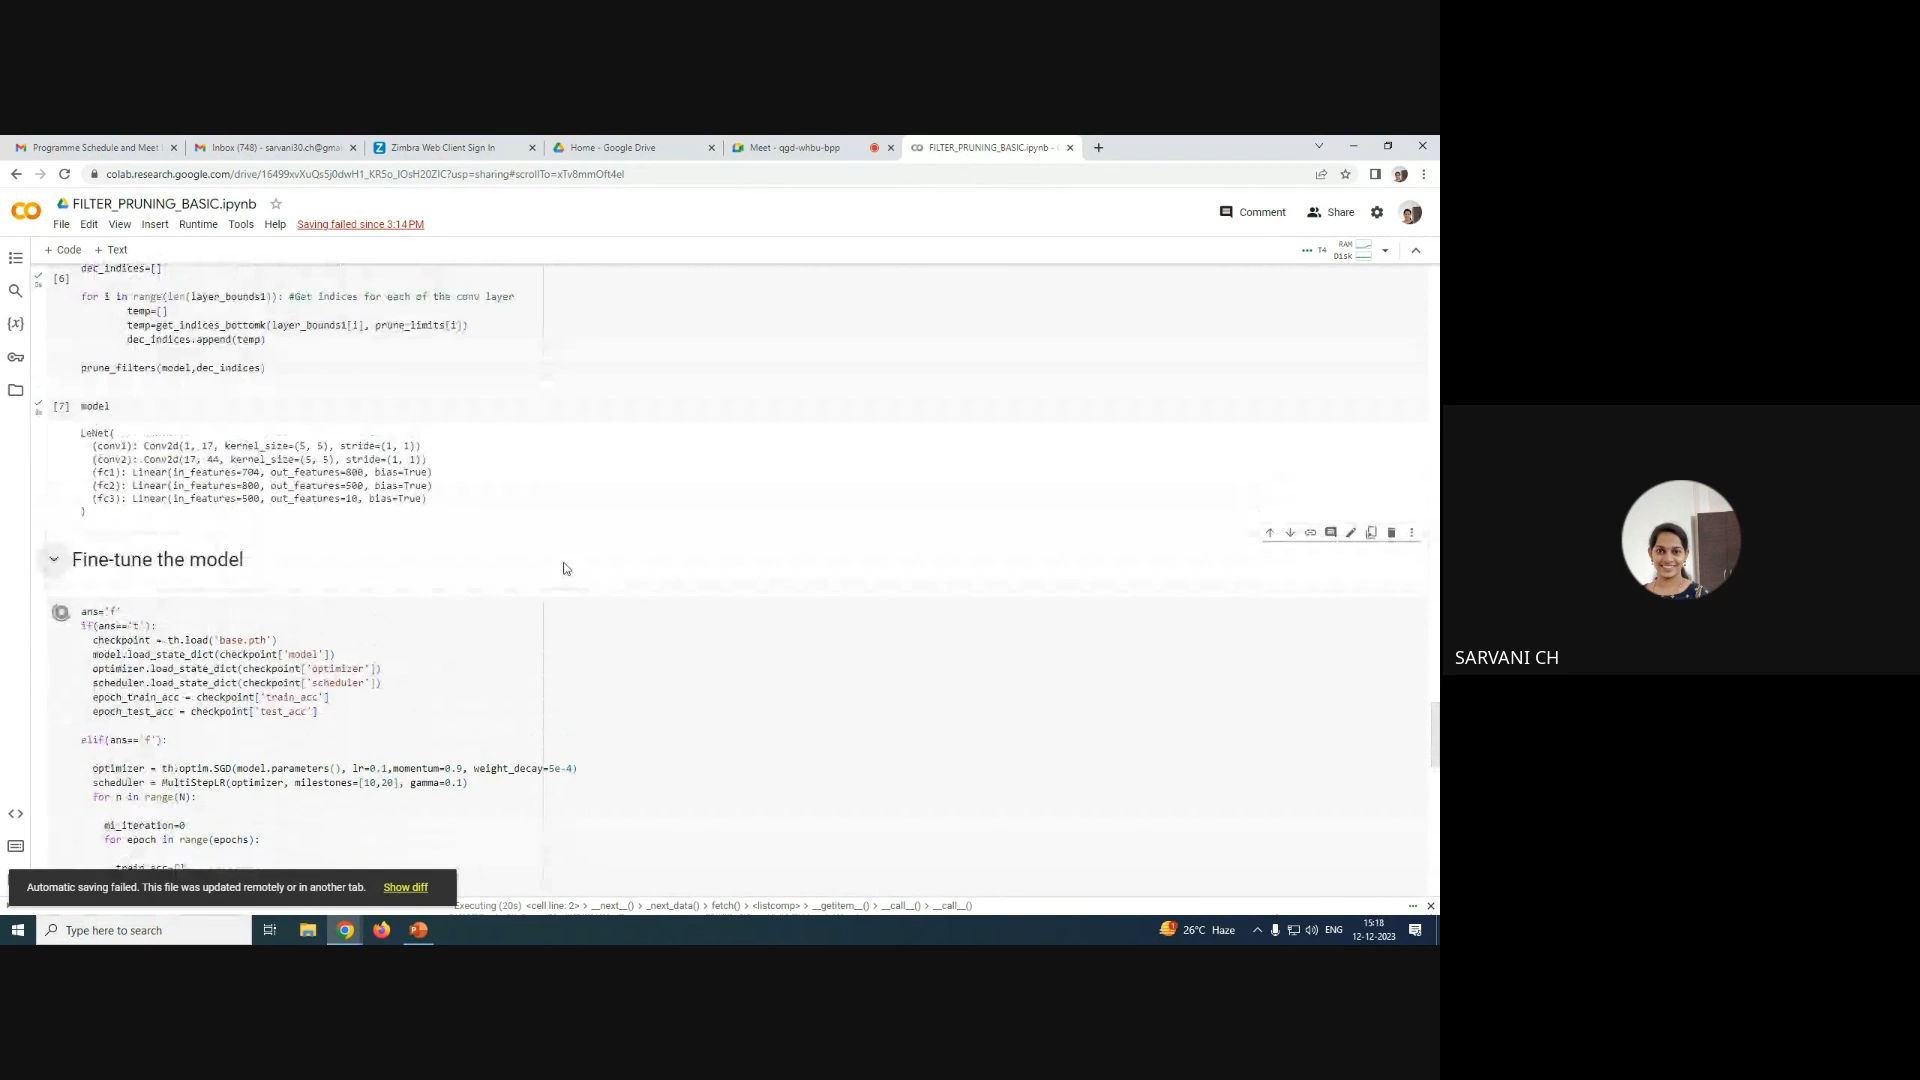 Programme Schedule and Meet
Inbox (748) - sarvani30.ch@gma
Zimbra Web Client Sign In
Home - Google Drive
Meet - qgd-whbu-bpp
FILTER_PRUNING_BASIC.ipynb -
colab.research.google.com/drive/16499xvXuQs5j0dwH1_KR5o_IOsH20ZIC?usp=sharing#scrollTo=xTv8mmOft4el
FILTER_PRUNING_BASIC.ipynb
Comment
Share
File Edit View Insert Runtime Tools Help Saving failed since 3:14 PM
+ Code + Text
T4
RAM
Disk
dec_indices=[]
[6]
for i in range(len(layer_bounds1)): #Get indices for each of the conv layer
temp=[]
temp=get_indices_bottomk(layer_bounds1[i], prune_limits[i])
dec_indices.append(temp)
prune_filters(model,dec_indices)
[7] model
LeNet(
(conv1): Conv2d(1, 17, kernel_size=(5, 5), stride=(1, 1))
(conv2): Conv2d(17, 44, kernel_size=(5, 5), stride=(1, 1))
(fc1): Linear(in_features=704, out_features=800, bias=True)
(fc2): Linear(in_features=800, out_features=500, bias=True)
(fc3): Linear(in_features=500, out_features=10, bias=True)
)
Fine-tune the model
ans='f'
if(ans=='t'):
checkpoint = th.load('base.pth')
model.load_state_dict(checkpoint['model'])
optimizer.load_state_dict(checkpoint['optimizer'])
scheduler.load_state_dict(checkpoint['scheduler'])
epoch_train_acc = checkpoint['train_acc']
epoch_test_acc = checkpoint['test_acc']
elif(ans=='f'):
optimizer = th.optim.SGD(model.parameters(), lr=0.1,momentum=0.9, weight_decay=5e-4)
scheduler = MultiStepLR(optimizer, milestones=[10,20], gamma=0.1)
for n in range(N):
mi_iteration=0
for epoch in range(epochs):
train_acc=[]
Automatic saving failed. This file was updated remotely or in another tab. Show diff
Executing (20s) <cell line: 2> > __next__() > _next_data() > fetch() > <listcomp> > __getitem__() > __call__() > __call__()
Type here to search
26°C Haze
ENG
15:18
12-12-2023
SARVANI CH